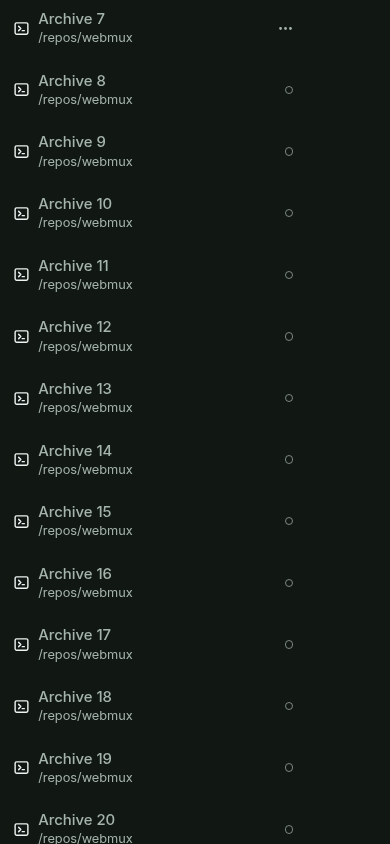 Archive 7
/repos/webmux
Archive 8
/repos/webmux
Archive 9
/repos/webmux
Archive 10
/repos/webmux
Archive 11
/repos/webmux
Archive 12
/repos/webmux
Archive 13
/repos/webmux
Archive 14
/repos/webmux
Archive 15
/repos/webmux
Archive 16
/repos/webmux
Archive 17
/repos/webmux
Archive 18
/repos/webmux
Archive 19
/repos/webmux
Archive 20
/repos/webmux